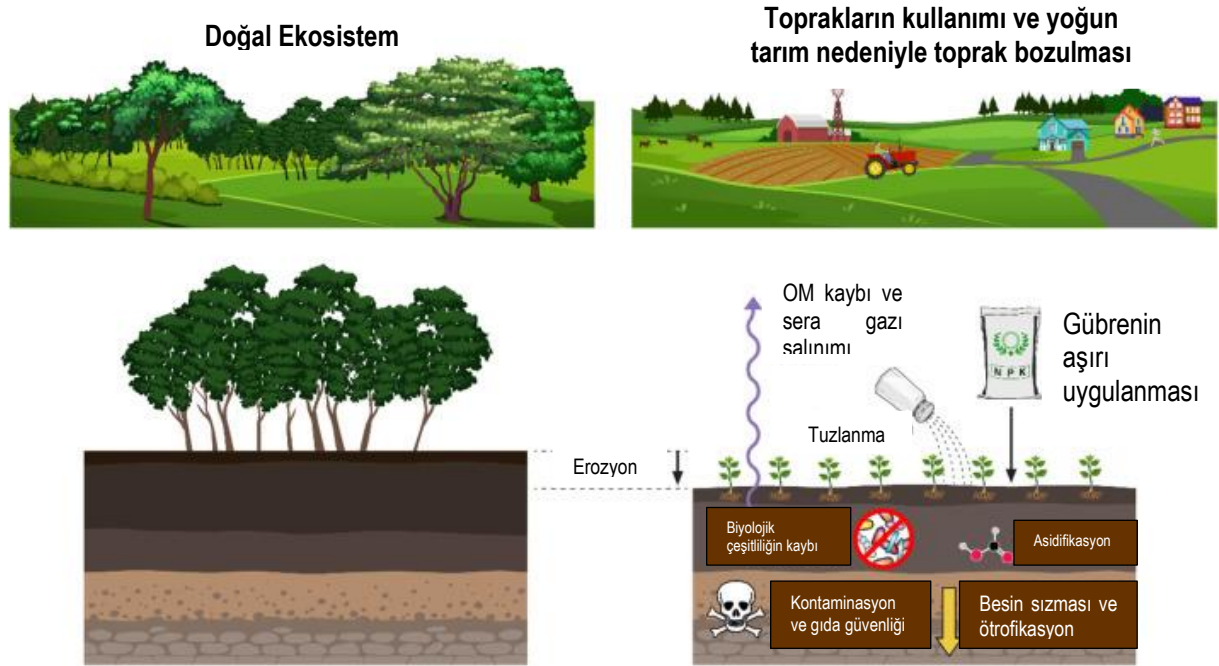 Doğal Ekosistem
Toprakların kullanımı ve yoğun
tarım nedeniyle toprak bozulması
OM kaybı ve
sera gazı
salınımı
Gübrenin
aşırı
uygulanması
N P K
Tuzlanma
Erozyon
Biyolojik
çeşitliliğin kaybı
Asidifikasyon
Kontaminasyon
ve gıda güvenliği
Besin sızması ve
ötrofikasyon